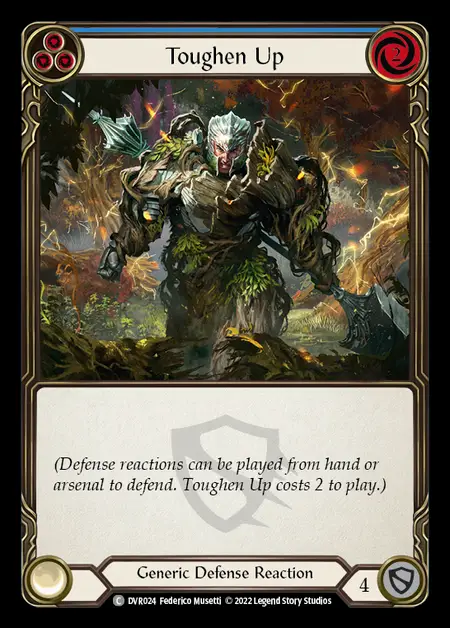 Toughen Up
2
(Defense reactions can be played from hand or
arsenal to defend. Toughen Up costs 2 to play.)
Generic Defense Reaction
4
C DVR024 Federico Musetti © 2022 Legend Story Studios